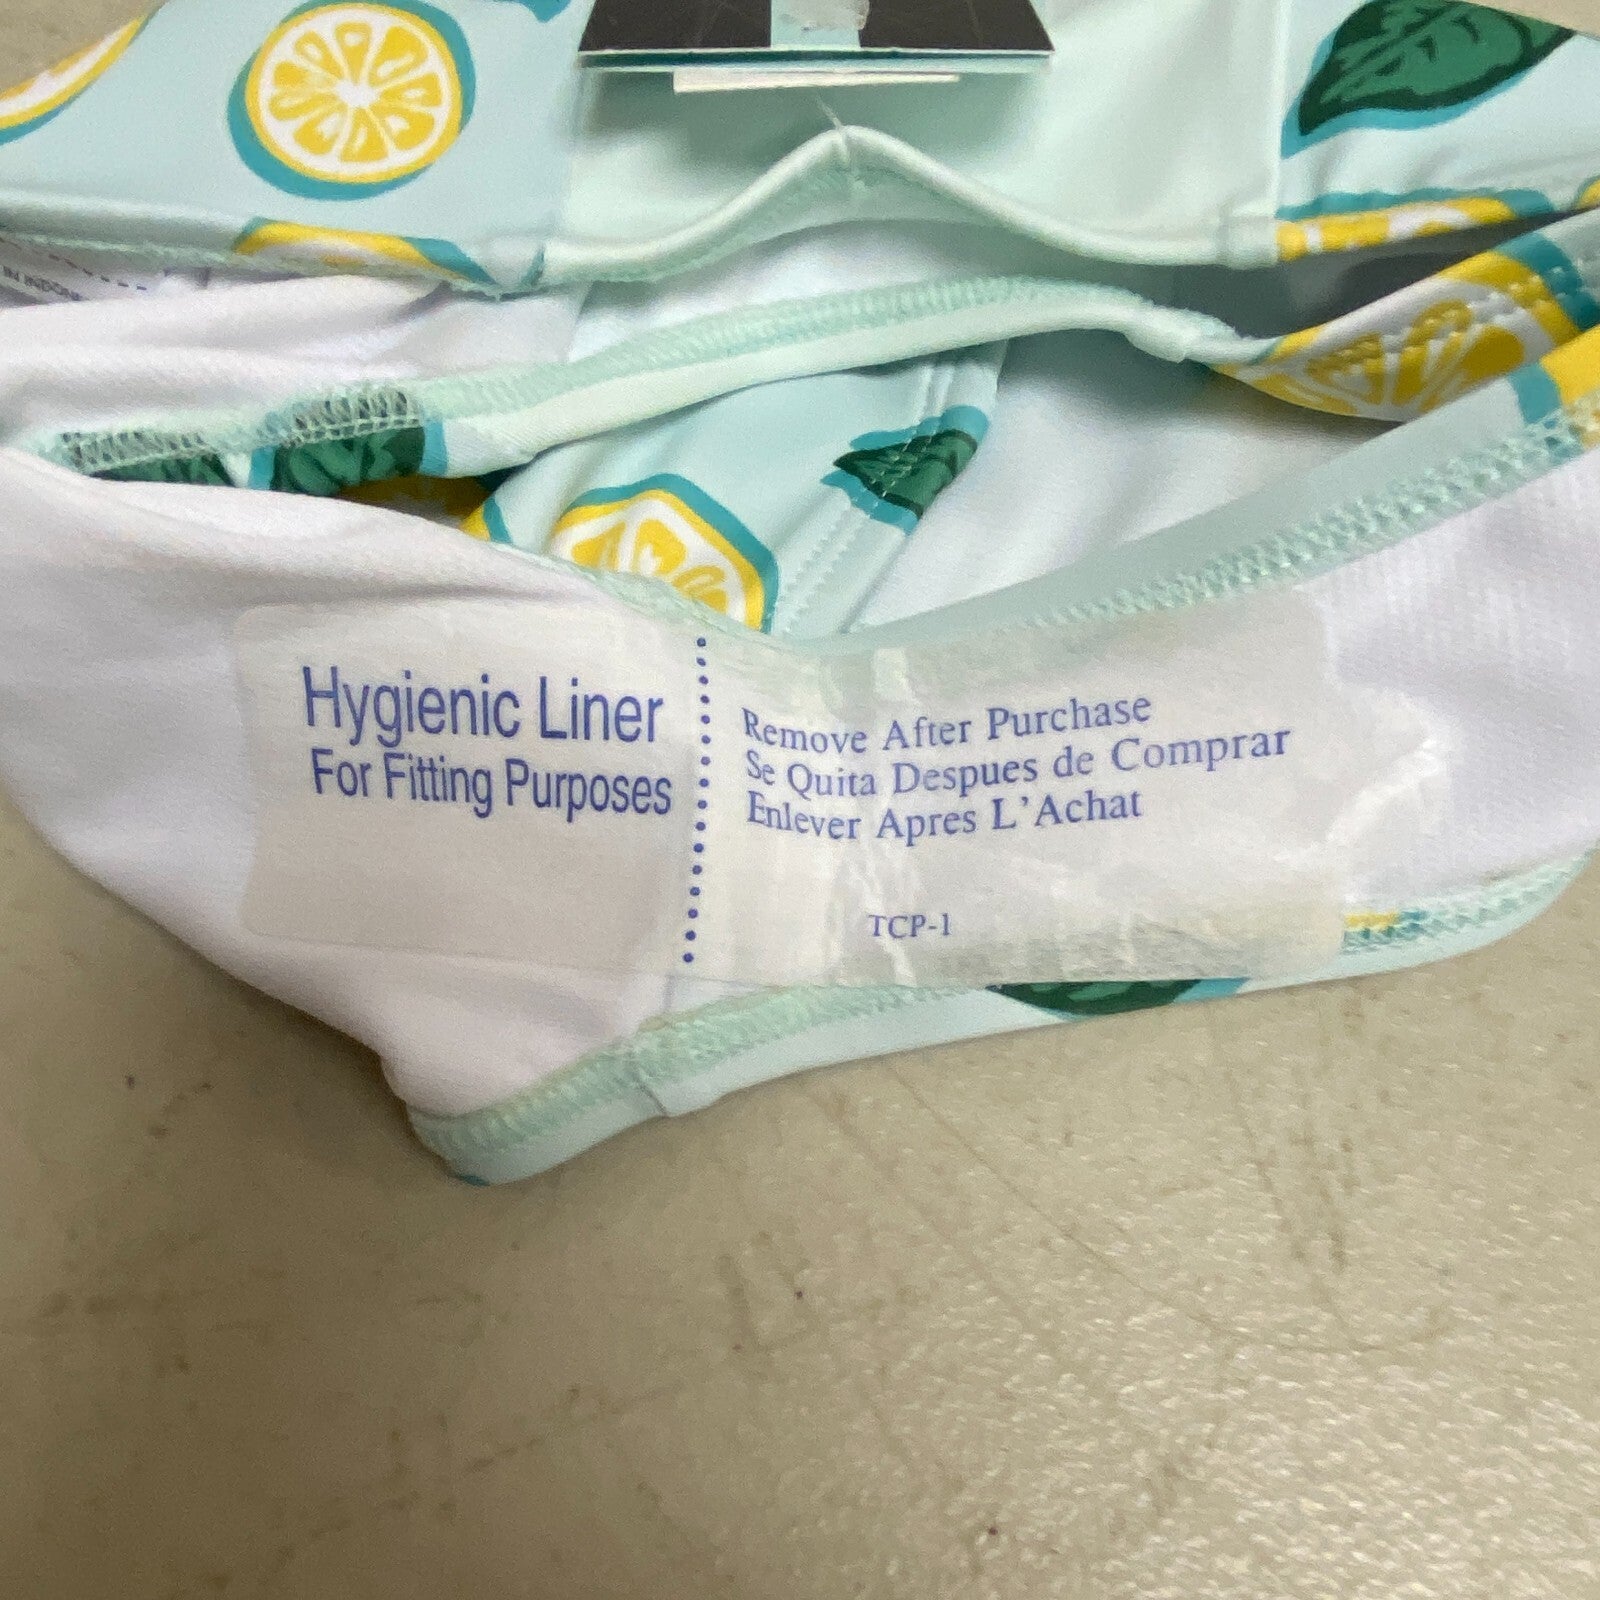 Hygienic Liner
For Fitting Purposes
Remove After Purchase
Se Quita Despues de Comprar
Enlever Apres L'Achat
TCP-1